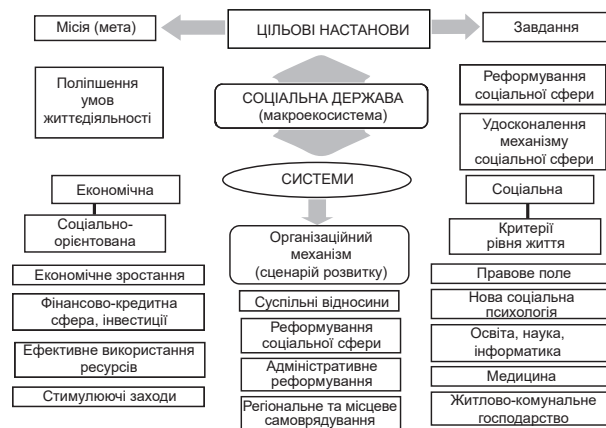 Місія (мета)
ЦІЛЬОВІ НАСТАНОВИ
Завдання
Поліпшення
умов
життєдіяльності
СОЦІАЛЬНА ДЕРЖАВА
(макроекосистема)
Реформування
соціальної сфери
Удосконалення
механізму
соціальної сфери
СИСТЕМИ
Економічна
Соціально-
орієнтована
Економічне зростання
Фінансово-кредитна
сфера, інвестиції
Ефективне використання
ресурсів
Стимулюючі заходи
Організаційний
механізм
(сценарій розвитку)
Суспільні відносини
Реформування
соціальної сфери
Адміністративне
реформування
Регіональне та місцеве
самоврядування
Соціальна
Критерії
рівня життя
Правове поле
Нова соціальна
психологія
Освіта, наука,
інформатика
Медицина
Житлово-комунальне
господарство